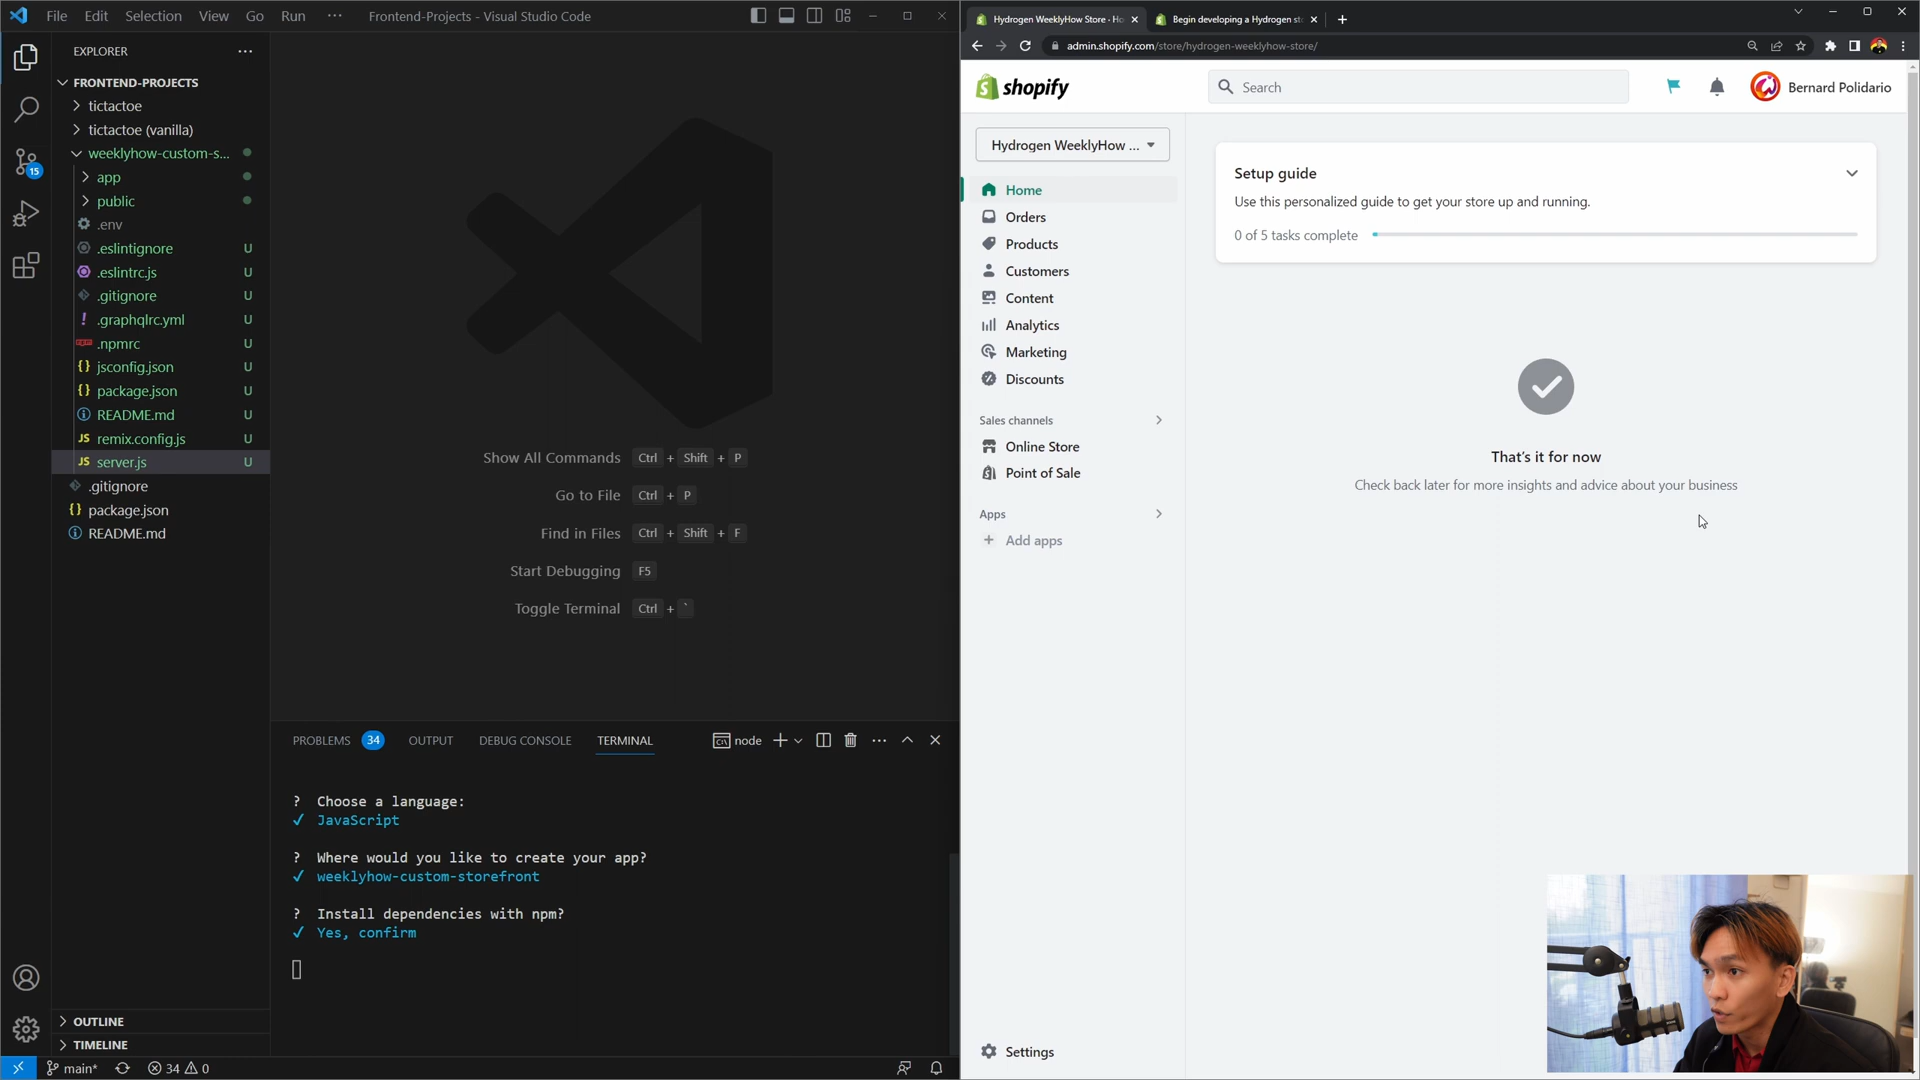 File Edit Selection View Go Run ··· Frontend-Projects - Visual Studio Code
EXPLORER
FRONTEND-PROJECTS
tictactoe
tictactoe (vanilla)
weeklyhow-custom-s...
app
public
.env
.eslintignore U
.eslintrc.js U
.gitignore U
.graphqlrc.yml U
.npmrc U
jsconfig.json U
package.json U
README.md U
JS remix.config.js U
JS server.js U
.gitignore
package.json
README.md
15
OUTLINE
TIMELINE
main*
34 0
Show All Commands Ctrl + Shift + P
Go to File Ctrl + P
Find in Files Ctrl + Shift + F
Start Debugging F5
Toggle Terminal Ctrl + `
PROBLEMS 34 OUTPUT DEBUG CONSOLE TERMINAL node
? Choose a language:
✓ JavaScript
? Where would you like to create your app?
✓ weeklyhow-custom-storefront
? Install dependencies with npm?
✓ Yes, confirm
Hydrogen WeeklyHow Store · Ho
Begin developing a Hydrogen st
admin.shopify.com/store/hydrogen-weeklyhow-store/
shopify
Search
Bernard Polidario
Hydrogen WeeklyHow ...
Home
Orders
Products
Customers
Content
Analytics
Marketing
Discounts
Sales channels
Online Store
Point of Sale
Apps
Add apps
Settings
Setup guide
Use this personalized guide to get your store up and running.
0 of 5 tasks complete
That's it for now
Check back later for more insights and advice about your business